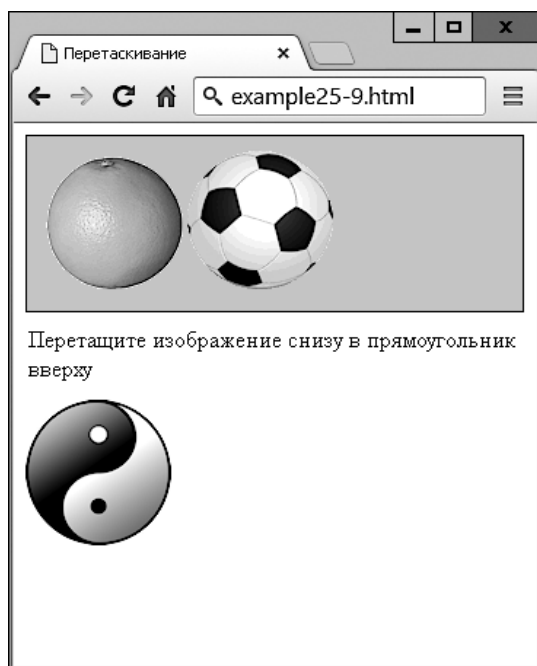 Перетаскивание
example25-9.html
Перетащите изображение снизу в прямоугольник
вверху